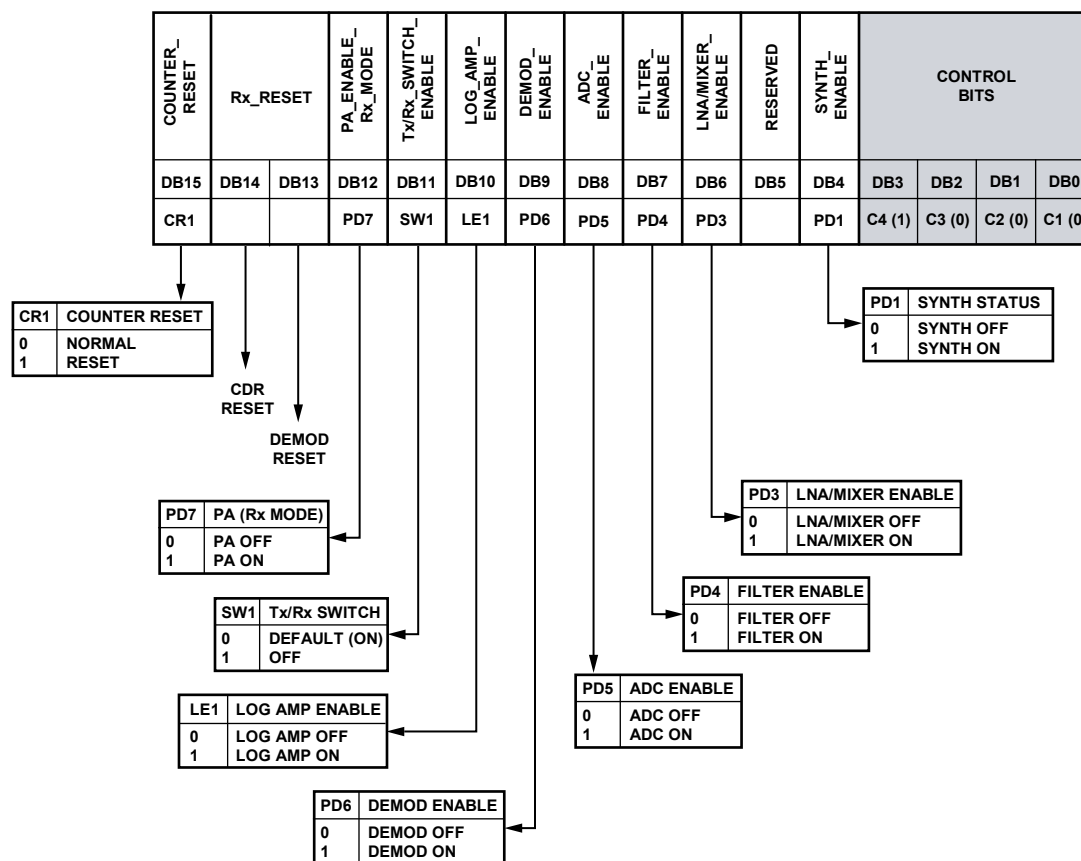 COUNTER_
RESET
Rx_RESET
PA_ENABLE_
Rx_MODE
Tx/Rx_SWITCH_
ENABLE
LOG_AMP_
ENABLE
DEMOD_
ENABLE
ADC_
ENABLE
FILTER_
ENABLE
LNA/MIXER_
ENABLE
RESERVED
SYNTH_
ENABLE
CONTROL
BITS
DB15 DB14 DB13 DB12 DB11 DB10 DB9 DB8 DB7 DB6 DB5 DB4 DB3 DB2 DB1 DB0
CR1 PD7 SW1 LE1 PD6 PD5 PD4 PD3 PD1 C4 (1) C3 (0) C2 (0) C1 (0
PD1 SYNTH STATUS
0 SYNTH OFF
1 SYNTH ON
CR1 COUNTER RESET
0 NORMAL
1 RESET
CDR
RESET
DEMOD
RESET
PD3 LNA/MIXER ENABLE
0 LNA/MIXER OFF
1 LNA/MIXER ON
PD7 PA (Rx MODE)
0 PA OFF
1 PA ON
PD4 FILTER ENABLE
0 FILTER OFF
1 FILTER ON
SW1 Tx/Rx SWITCH
0 DEFAULT (ON)
1 OFF
PD5 ADC ENABLE
0 ADC OFF
1 ADC ON
LE1 LOG AMP ENABLE
0 LOG AMP OFF
1 LOG AMP ON
PD6 DEMOD ENABLE
0 DEMOD OFF
1 DEMOD ON